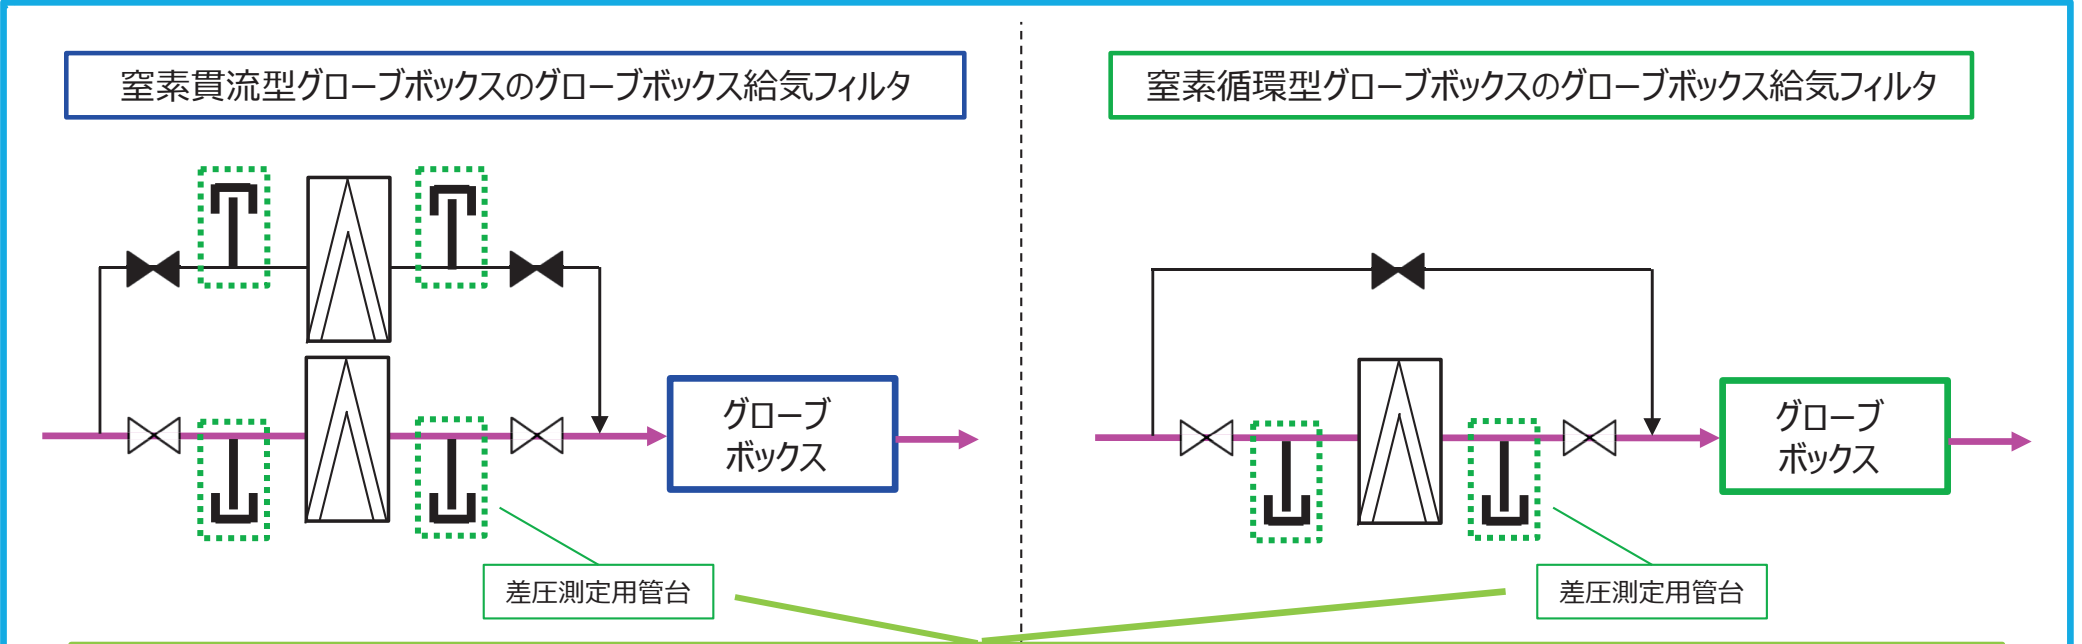 窒素貫流型グローブボックスのグローブボックス給気フィルタ
窒素循環型グローブボックスのグローブボックス給気フィルタ
グローブ
ボックス
グローブ
ボックス
差圧測定用管台
差圧測定用管台